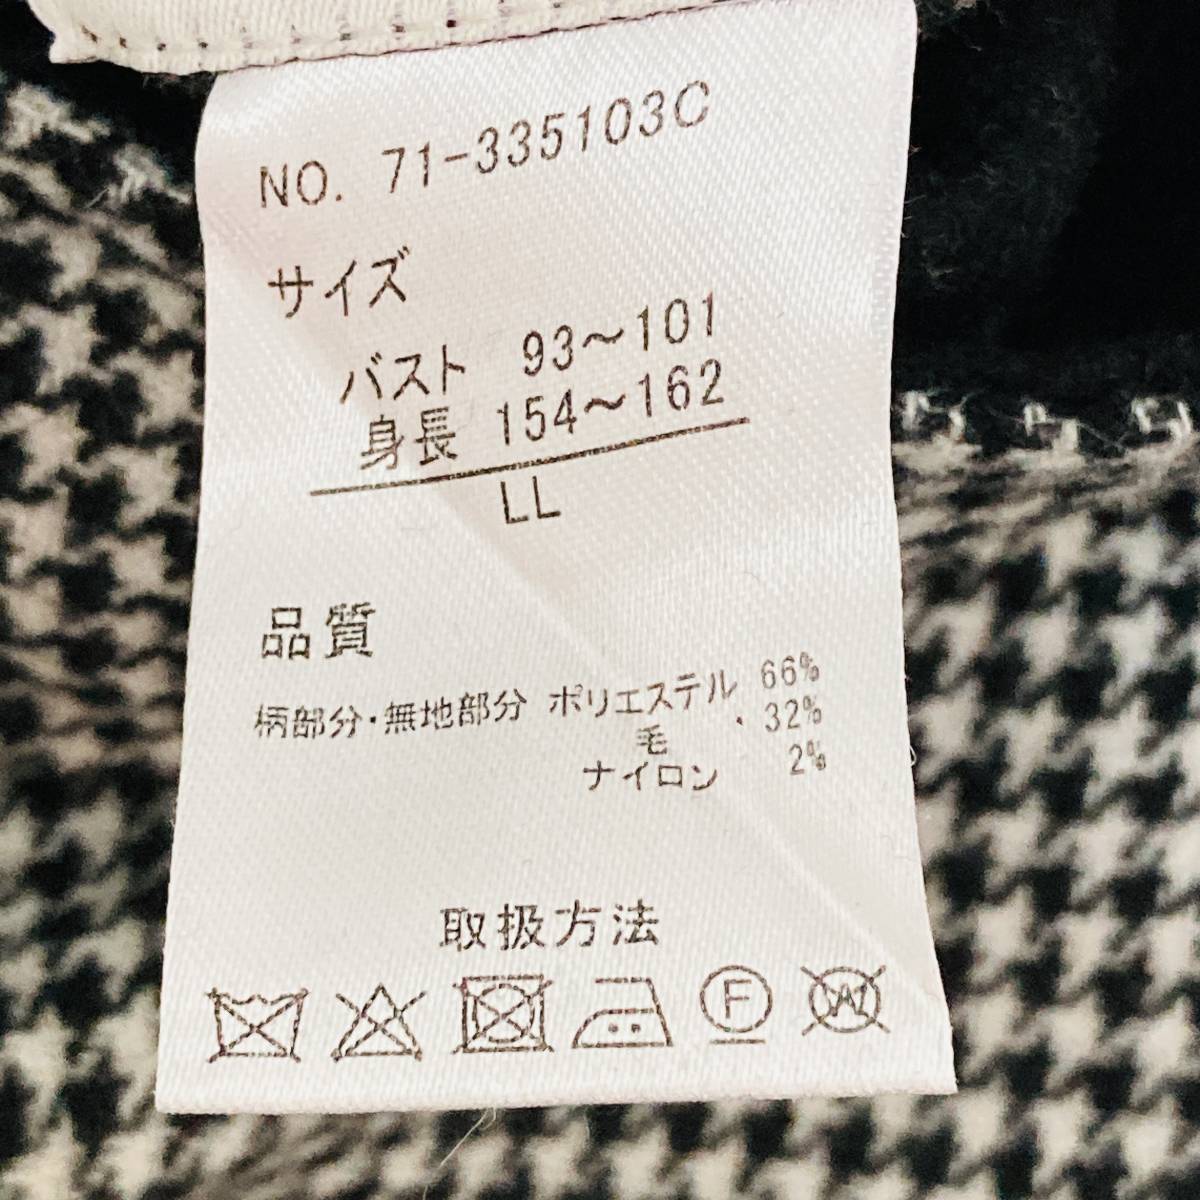 NO. 71-335103C
サイズ
バスト 93～101
身長 154～162
LL
品質
柄部分・無地部分 ポリエステル 66%
毛 32%
ナイロン 2%
取扱方法
F W